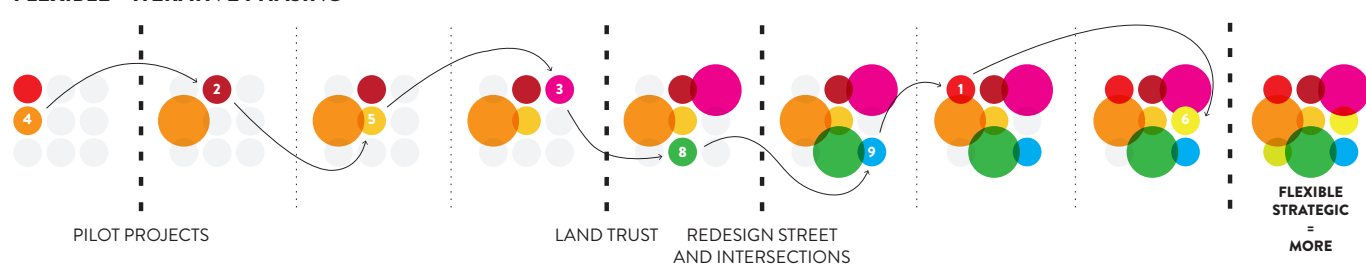 4
2
5
3
8
9
1
6
PILOT PROJECTS
LAND TRUST
REDESIGN STREET
AND INTERSECTIONS
FLEXIBLE
STRATEGIC
=
MORE